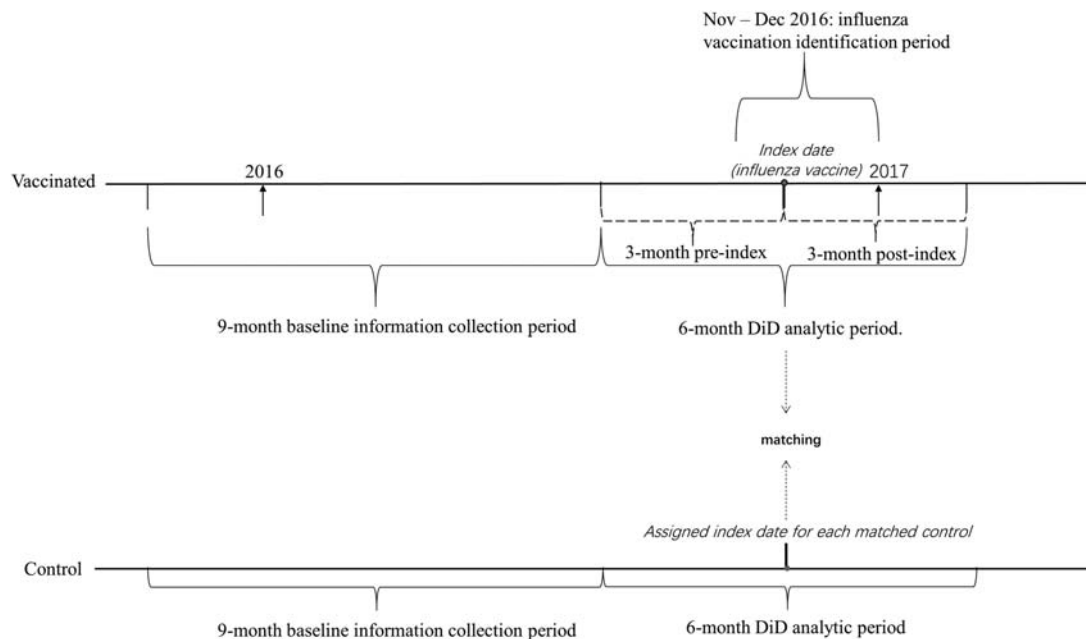 Nov – Dec 2016: influenza
vaccination identification period
Index date
2016
(influenza vaccine) 2017
Vaccinated
3-month pre-index
3-month post-index
9-month baseline information collection period
6-month DiD analytic period.
matching
Assigned index date for each matched control
Control
9-month baseline information collection period
6-month DiD analytic period